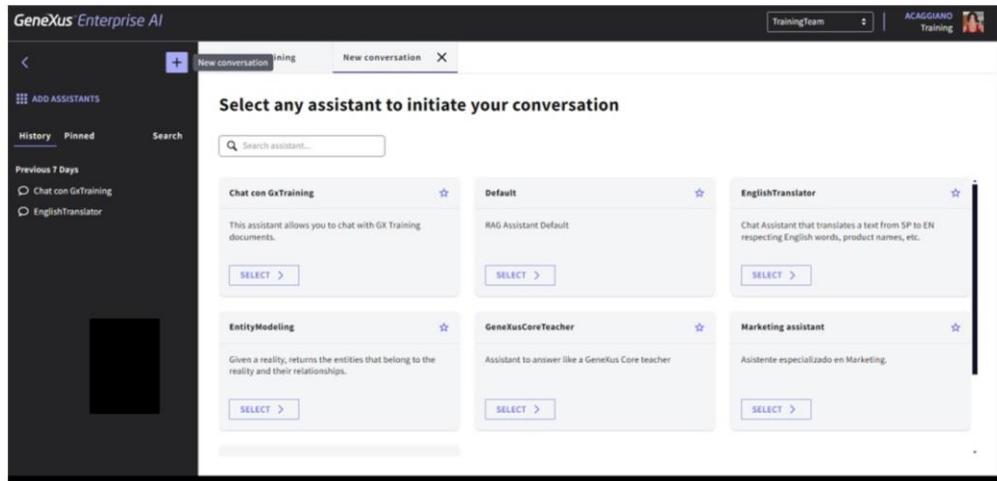 GeneXus Enterprise AI
TrainingTeam
ACAGGIANO
Training
New conversation
ining
New conversation
ADD ASSISTANTS
History Pinned Search
Previous 7 Days
Chat con GxTraining
EnglishTranslator
Select any assistant to initiate your conversation
Search assistant...
Chat con GxTraining
This assistant allows you to chat with GX Training
documents.
SELECT
Default
RAG Assistant Default
SELECT
EnglishTranslator
Chat Assistant that translates a text from SP to EN
respecting English words, product names, etc.
SELECT
EntityModeling
Given a reality, returns the entities that belong to the
reality and their relationships.
SELECT
GeneXusCoreTeacher
Assistant to answer like a GeneXus Core teacher
SELECT
Marketing assistant
Asistente especializado en Marketing.
SELECT